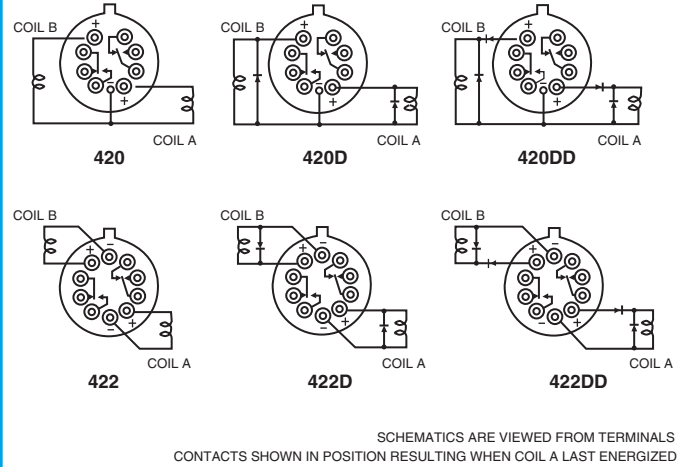 COIL B
+
−
+
COIL A
420
COIL B
+
−
+
COIL A
420D
COIL B
+
−
+
COIL A
420DD
COIL B
−
+
+
−
COIL A
422
COIL B
−
+
+
−
COIL A
422D
COIL B
−
+
−
+
COIL A
422DD
SCHEMATICS ARE VIEWED FROM TERMINALS
CONTACTS SHOWN IN POSITION RESULTING WHEN COIL A LAST ENERGIZED